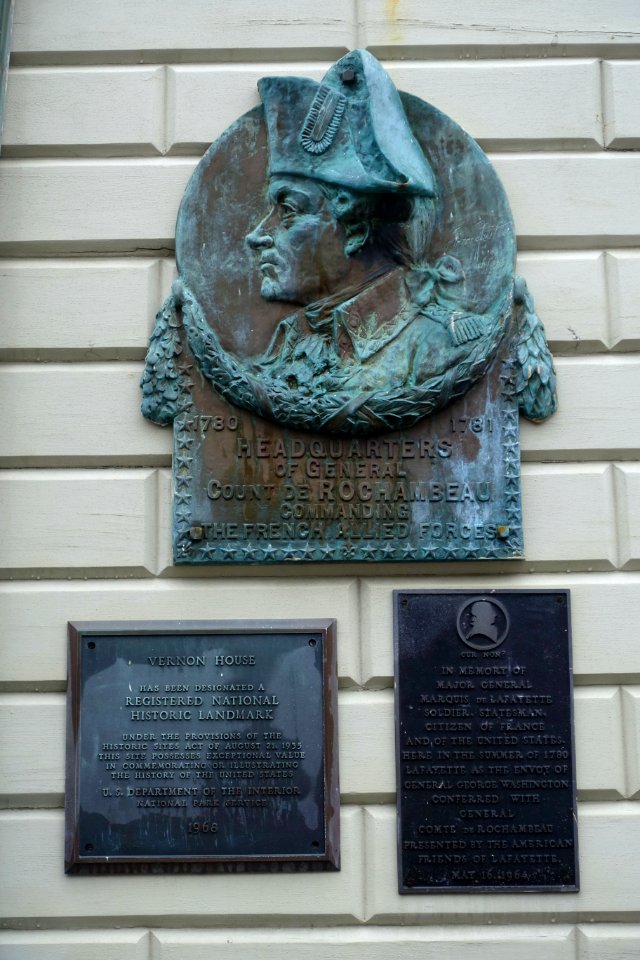 1780 1781
HEADQUARTERS
OF GENERAL
COUNT DE ROCHAMBEAU
COMMANDING
THE FRENCH ALLIED FORCES
VERNON HOUSE
HAS BEEN DESIGNATED A
REGISTERED NATIONAL
HISTORIC LANDMARK
UNDER THE PROVISIONS OF THE
HISTORIC SITES ACT OF AUGUST 21, 1935
THIS SITE POSSESSES EXCEPTIONAL VALUE
IN COMMEMORATING OR ILLUSTRATING
THE HISTORY OF THE UNITED STATES
U.S. DEPARTMENT OF THE INTERIOR
NATIONAL PARK SERVICE
1968
CUR NON?
IN MEMORY OF
MAJOR GENERAL
MARQUIS DE LAFAYETTE
SOLDIER, STATESMAN,
CITIZEN OF FRANCE
AND OF THE UNITED STATES.
HERE IN THE SUMMER OF 1780
LAFAYETTE AS THE ENVOY OF
GENERAL GEORGE WASHINGTON
CONFERRED WITH
GENERAL
COMTE DE ROCHAMBEAU
PRESENTED BY THE AMERICAN
FRIENDS OF LAFAYETTE.
MAY 16, 1964